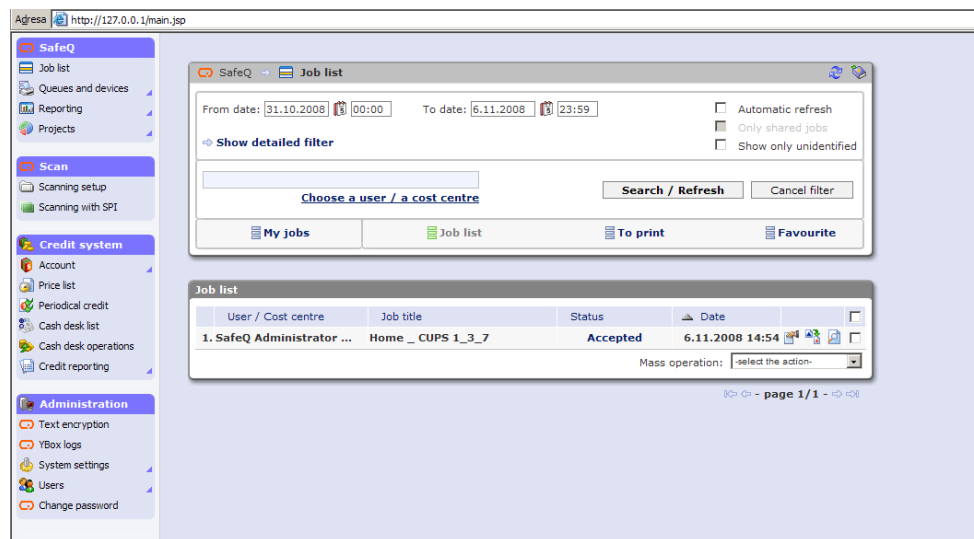 Adresa http://127.0.0.1/main.jsp
SafeQ
Job list
Queues and devices
Reporting
Projects
Scan
Scanning setup
Scanning with SPI
Credit system
Account
Price list
Periodical credit
Cash desk list
Cash desk operations
Credit reporting
Administration
Text encryption
YBox logs
System settings
Users
Change password
SafeQ Job list
From date: 31.10.2008 00:00 To date: 6.11.2008 23:59 Automatic refresh
Only shared jobs
Show detailed filter Show only unidentified
Search / Refresh Cancel filter
Choose a user / a cost centre
My jobs Job list To print Favourite
Job list
User / Cost centre Job title Status Date
1. SafeQ Administrator ... Home _ CUPS 1_3_7 Accepted 6.11.2008 14:54
Mass operation: -select the action-
- page 1/1 -